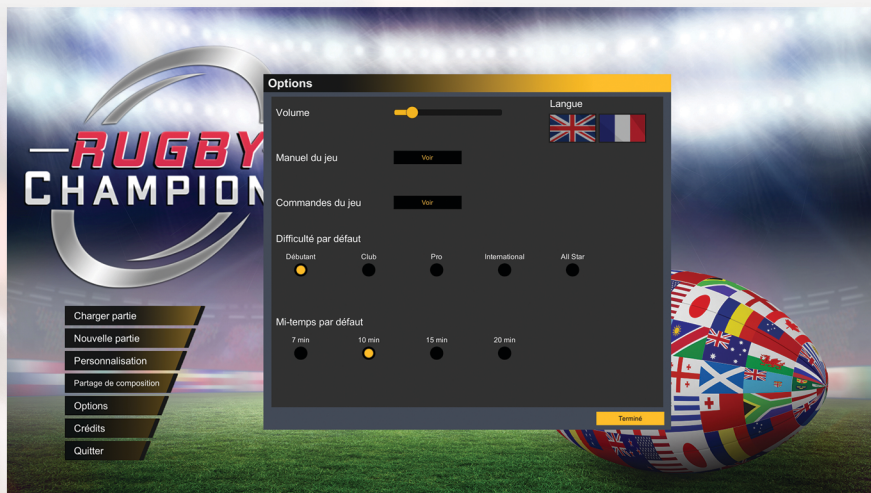 RUGBY
CHAMPION
Options
Volume
Langue
Manuel du jeu
Voir
Commandes du jeu
Voir
Difficulté par défaut
Débutant Club Pro International All Star
Mi-temps par défaut
7 min 10 min 15 min 20 min
Terminé
Charger partie
Nouvelle partie
Personnalisation
Partage de composition
Options
Crédits
Quitter